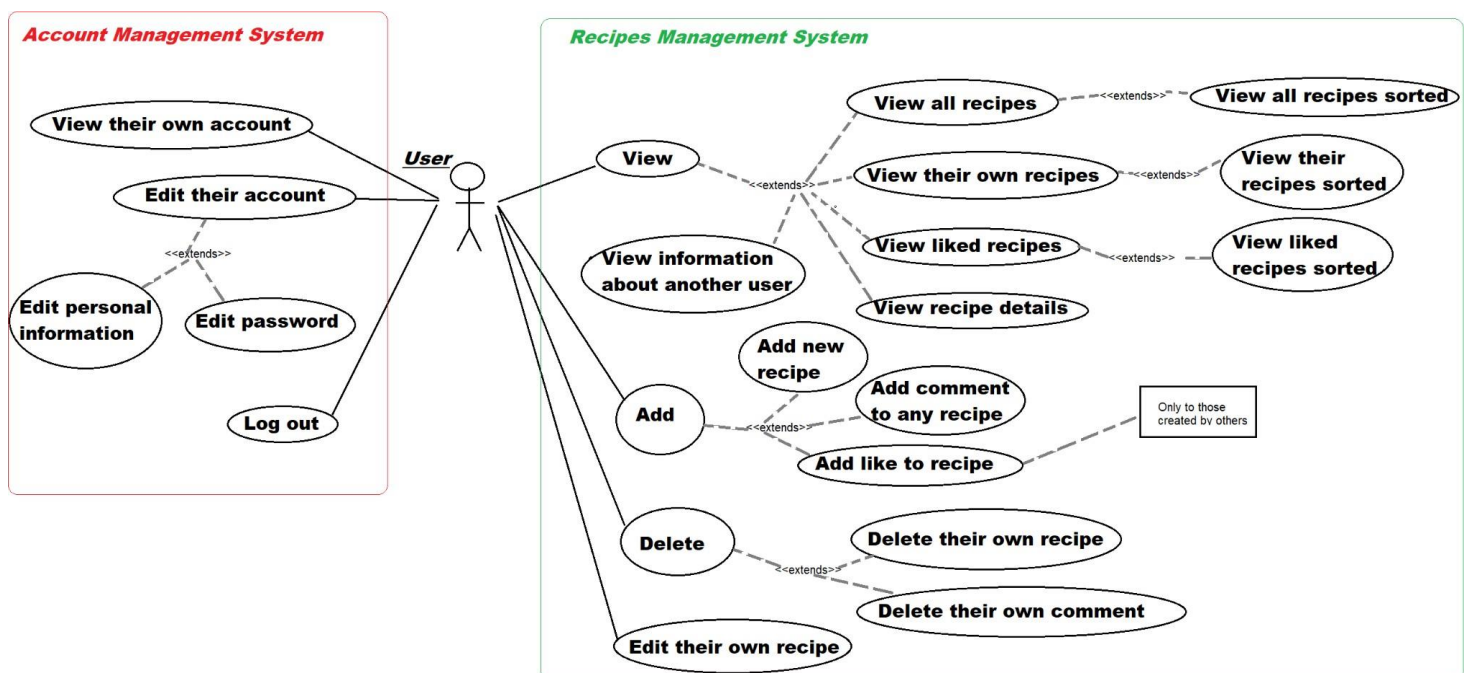 Account Management System
View their own account
Edit their account
<<extends>>
Edit personal
information
Edit password
Log out
User
Recipes Management System
View
<<extends>>
View all recipes
<<extends>>
View all recipes sorted
View their own recipes
<<extends>>
View their
recipes sorted
View liked recipes
<<extends>>
View liked
recipes sorted
View information
about another user
View recipe details
Add
<<extends>>
Add new
recipe
Add comment
to any recipe
Add like to recipe
Only to those
created by others
Delete
<<extends>>
Delete their own recipe
Delete their own comment
Edit their own recipe